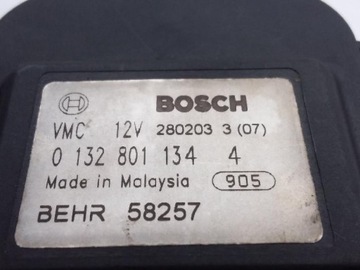 BOSCH
VMC 12V 280203 3 (07)
0 132 801 134 4
Made in Malaysia 905
BEHR 58257